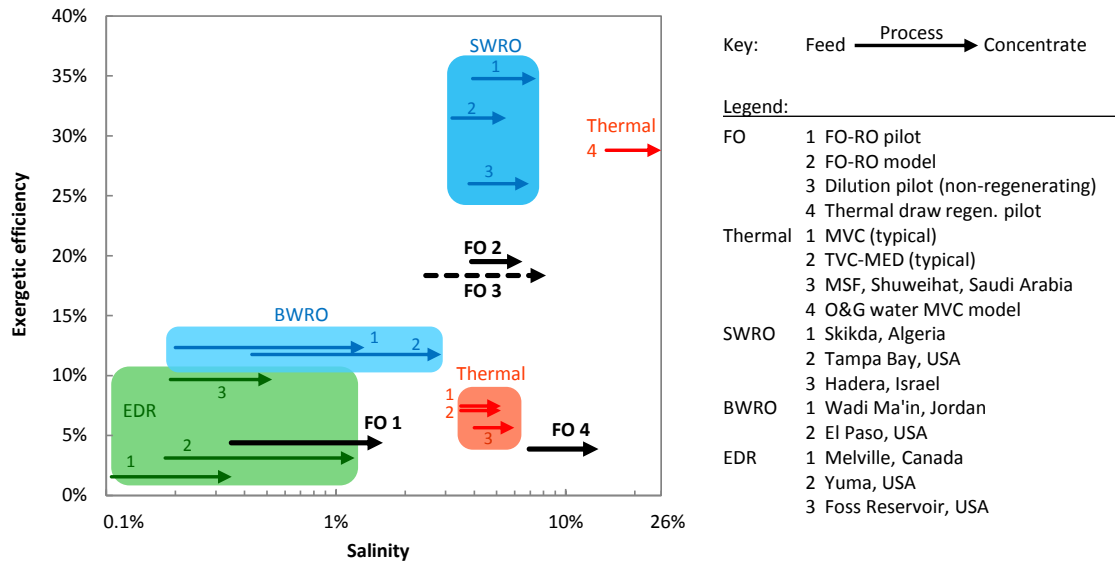 40%
35%
30%
25%
20%
15%
10%
5%
0%
Exergetic efficiency
0.1%
1%
10%
26%
Salinity
SWRO
1
2
3
Thermal
4
FO 2
FO 3
BWRO
1
2
EDR
3
2
1
FO 1
Thermal
1
2
3
FO 4
Key: Feed Process Concentrate
Legend:
FO 1 FO-RO pilot
2 FO-RO model
3 Dilution pilot (non-regenerating)
4 Thermal draw regen. pilot
Thermal 1 MVC (typical)
2 TVC-MED (typical)
3 MSF, Shuweihat, Saudi Arabia
4 O&G water MVC model
SWRO 1 Skikda, Algeria
2 Tampa Bay, USA
3 Hadera, Israel
BWRO 1 Wadi Ma'in, Jordan
2 El Paso, USA
EDR 1 Melville, Canada
2 Yuma, USA
3 Foss Reservoir, USA